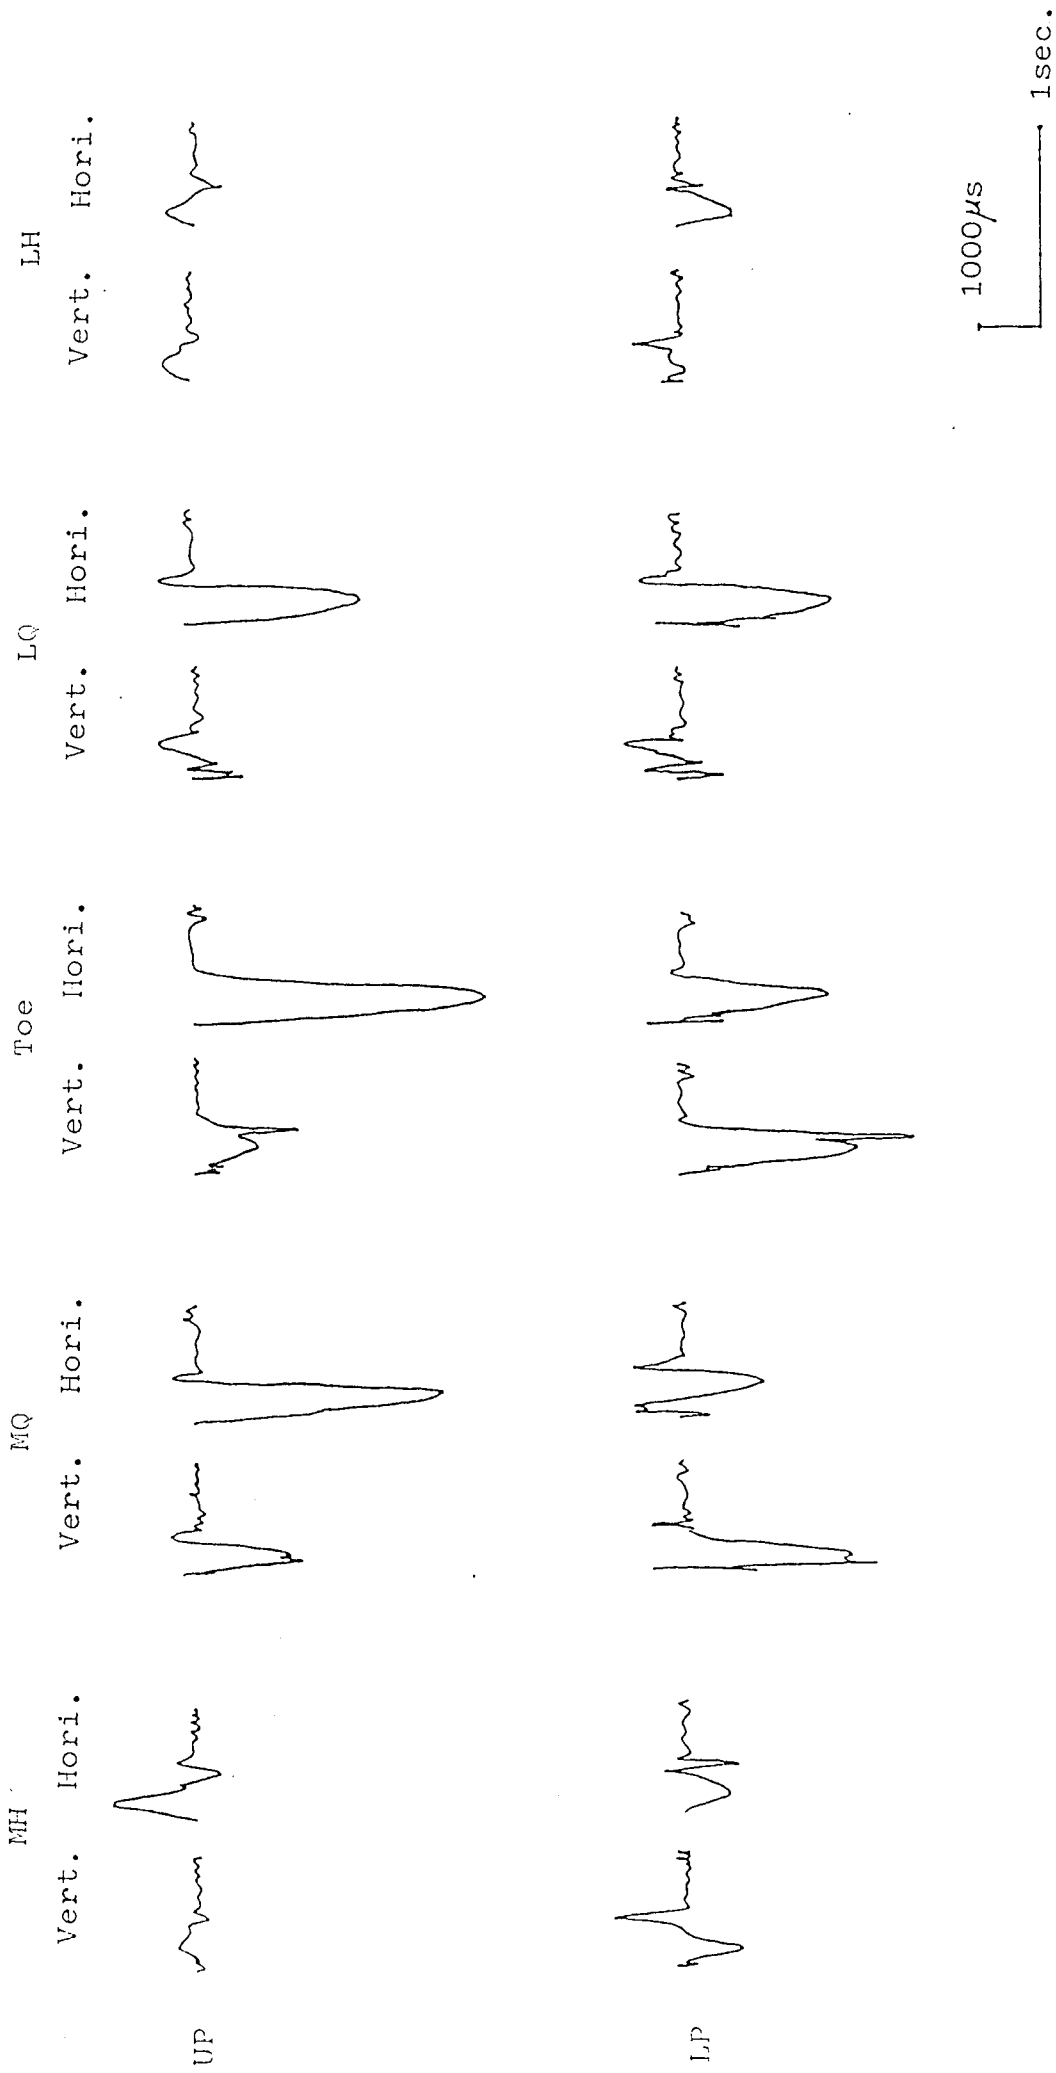 MH MQ Toe LQ LH
Vert. Hori. Vert. Hori. Vert. Hori. Vert. Hori. Vert. Hori.
UP
LP
1000μs
1sec.